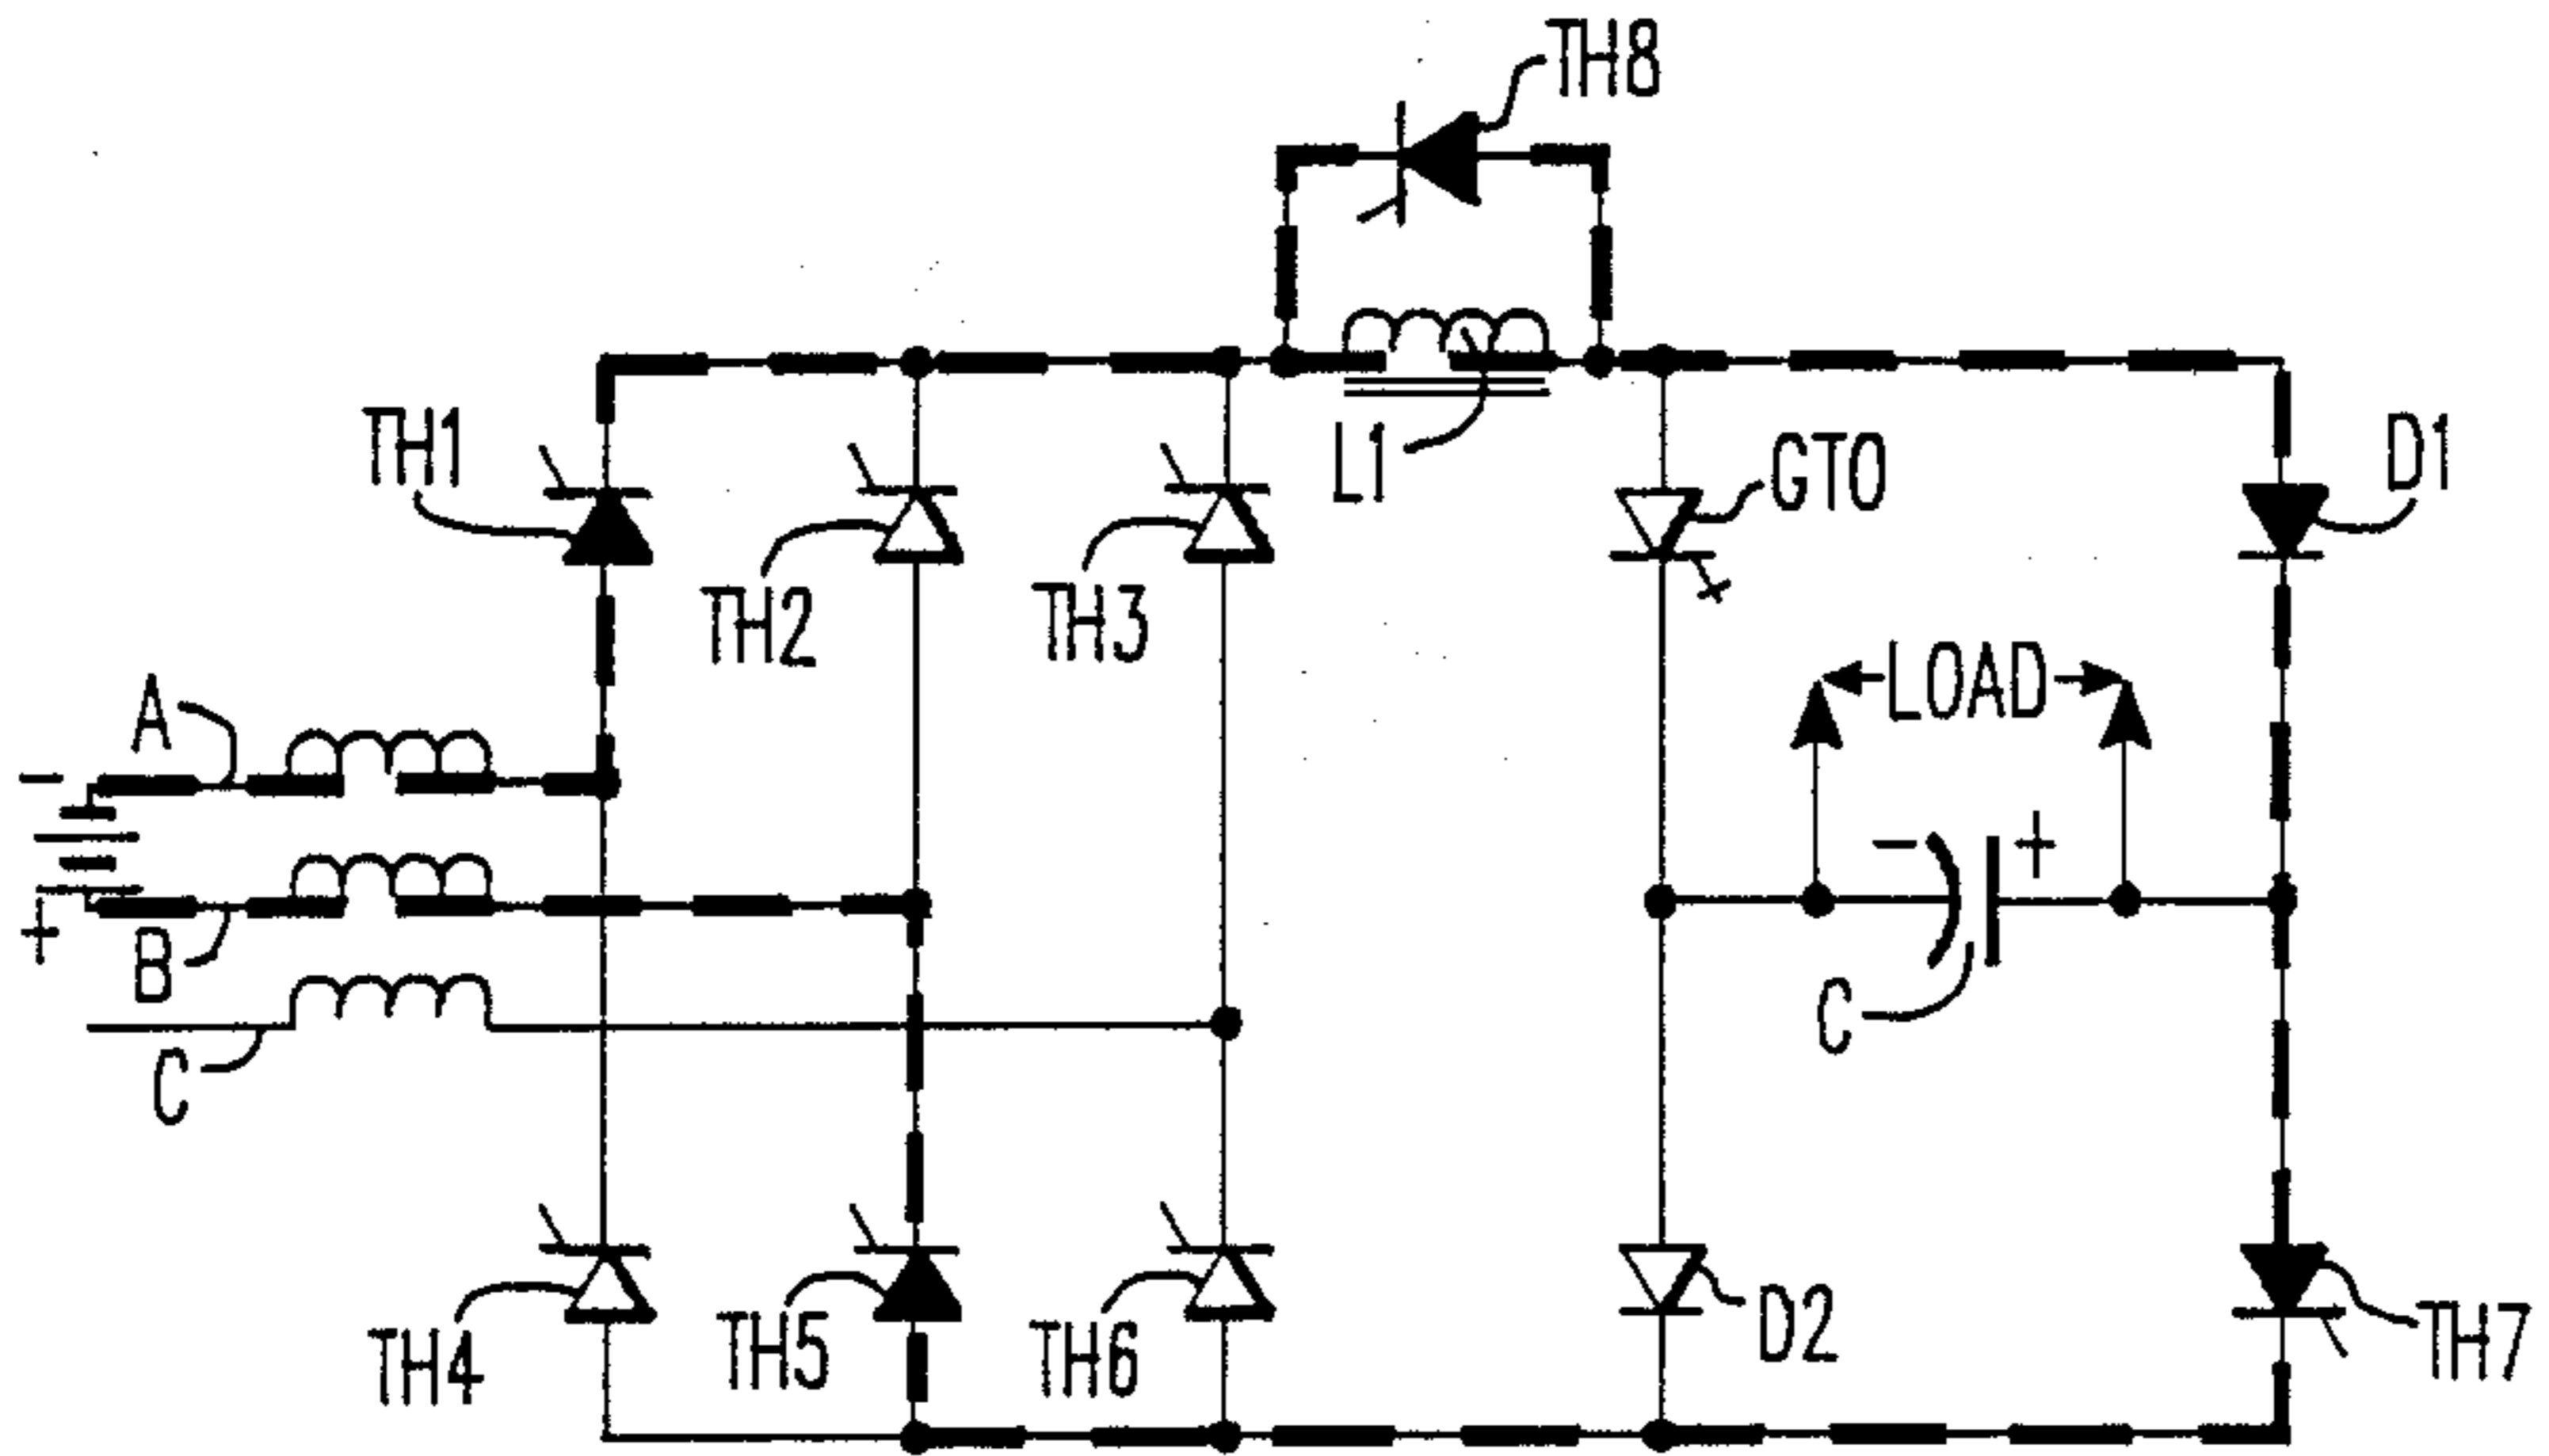 TH8
TH1
TH2
TH3
L1
GTO
D1
LOAD
A
-
+
B
C
-
+
C
TH4
TH5
TH6
D2
TH7